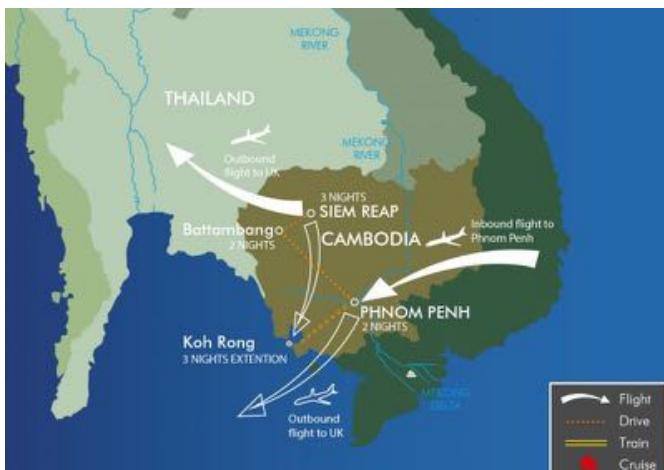 MEKONG
RIVER
THAILAND
Outbound
flight to UK
MEKONG
RIVER
3 NIGHTS
SIEM REAP
Battambang
2 NIGHTS
CAMBODIA
Inbound flight to
Phnom Penh
PHNOM PENH
2 NIGHTS
Koh Rong
3 NIGHTS EXTENTION
Outbound
flight to UK
MEKONG
DELTA
Flight
Drive
Train
Cruise